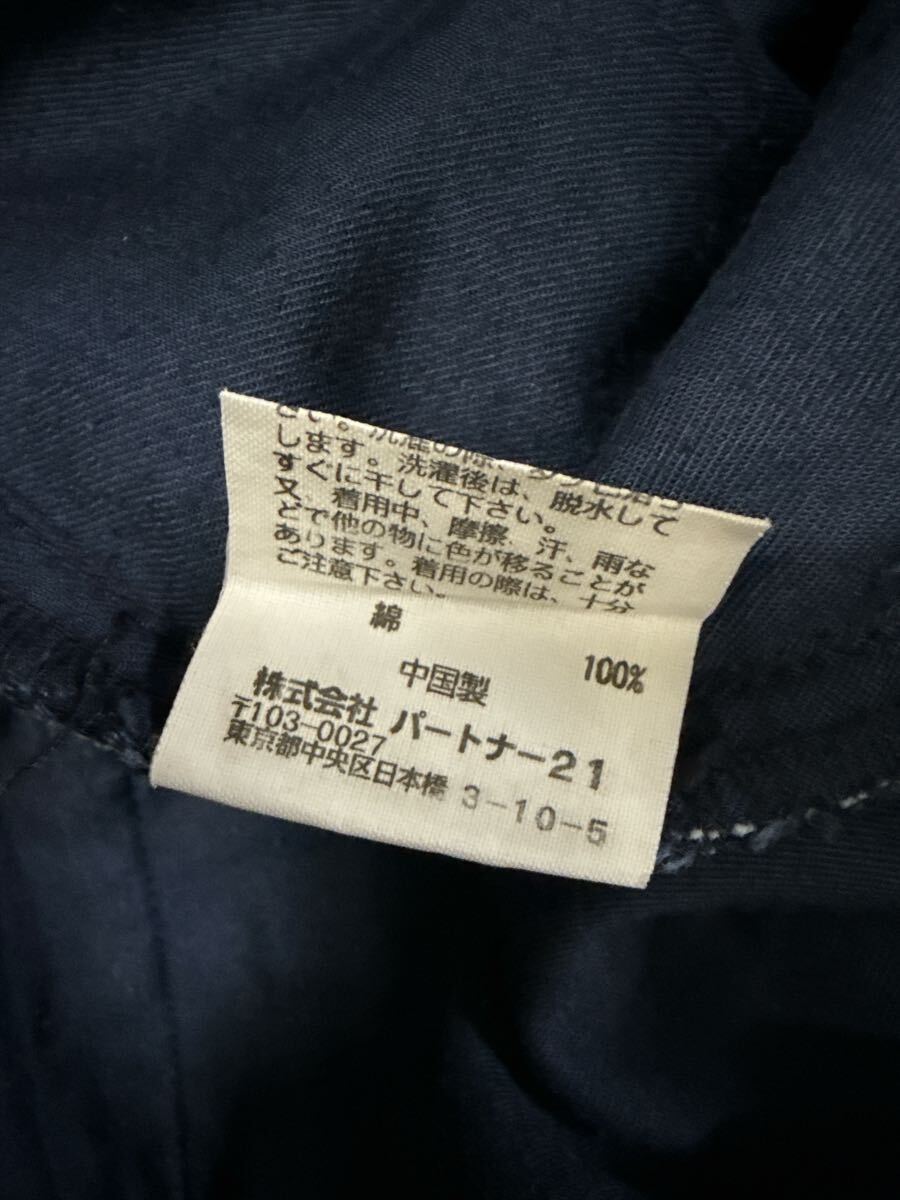 します。洗濯後は、脱水して
すぐに干して下さい。
又、着用中、摩擦、汗、雨な
どで他の物に色が移ることが
あります。着用の際は、十分
ご注意下さい。
綿 100%
中国製
株式会社 パートナー21
〒103-0027
東京都中央区日本橋 3-10-5